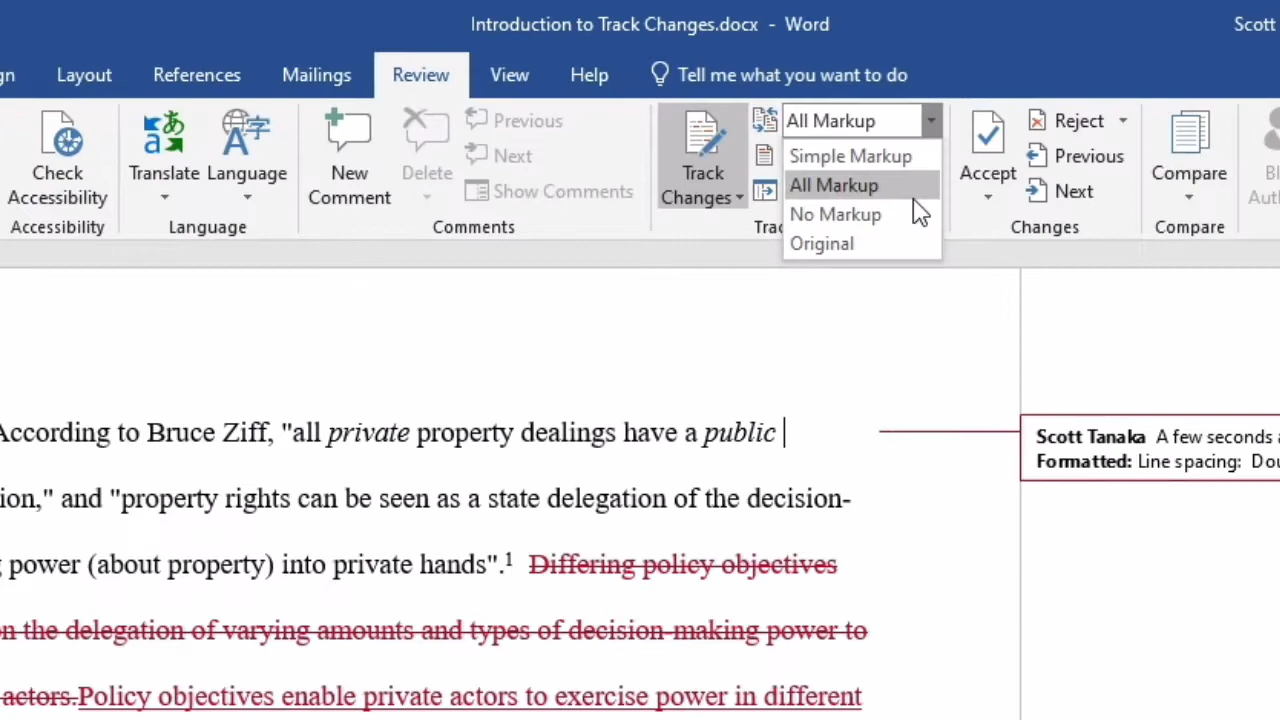 Introduction to Track Changes.docx - Word
Scott
Layout References Mailings Review View Help Tell me what you want to do
Check Accessibility
Accessibility
Translate Language
Language
New Comment
Delete
Previous
Next
Show Comments
Comments
Track Changes
All Markup
Simple Markup
All Markup
No Markup
Original
Accept
Reject
Previous
Next
Changes
Compare
Compare
According to Bruce Ziff, "all private property dealings have a public
ion," and "property rights can be seen as a state delegation of the decision-
power (about property) into private hands".¹ Differing policy objectives
on the delegation of varying amounts and types of decision-making power to
actors.Policy objectives enable private actors to exercise power in different
Scott Tanaka A few seconds a
Formatted: Line spacing: Dou